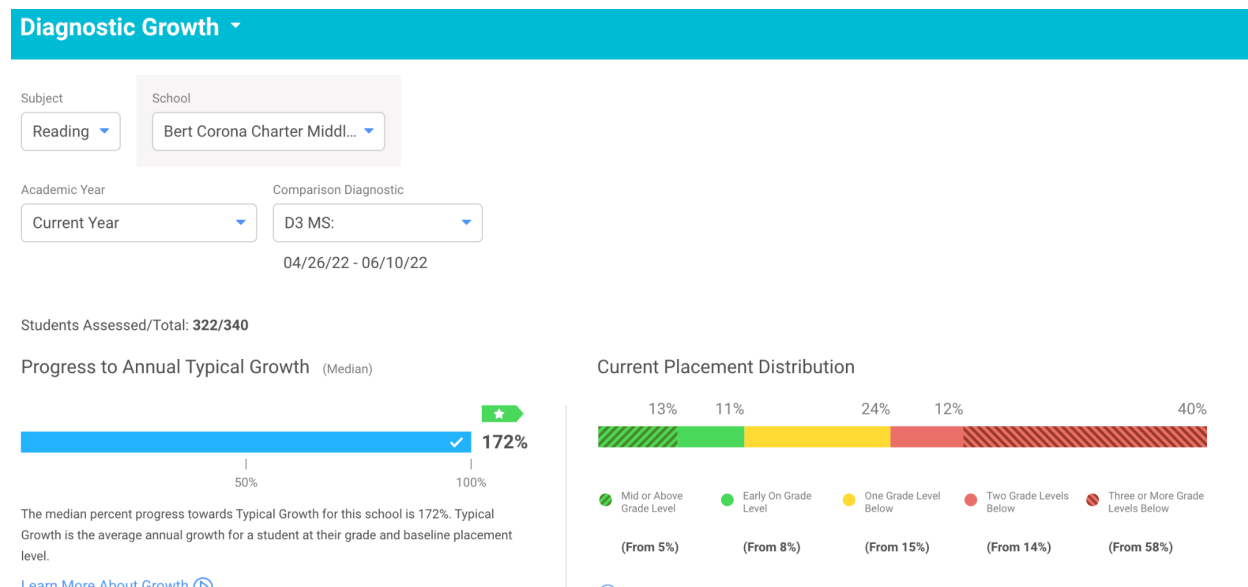 Diagnostic Growth
Subject
School
Reading
Bert Corona Charter Middl...
Academic Year
Comparison Diagnostic
Current Year
D3 MS:
04/26/22 - 06/10/22
Students Assessed/Total: 322/340
Progress to Annual Typical Growth (Median)
172%
50%
100%
The median percent progress towards Typical Growth for this school is 172%. Typical
Growth is the average annual growth for a student at their grade and baseline placement
level.
Learn More About Growth
Current Placement Distribution
13% 11% 24% 12% 40%
Mid or Above
Grade Level
(From 5%)
Early On Grade
Level
(From 8%)
One Grade Level
Below
(From 15%)
Two Grade Levels
Below
(From 14%)
Three or More Grade
Levels Below
(From 58%)